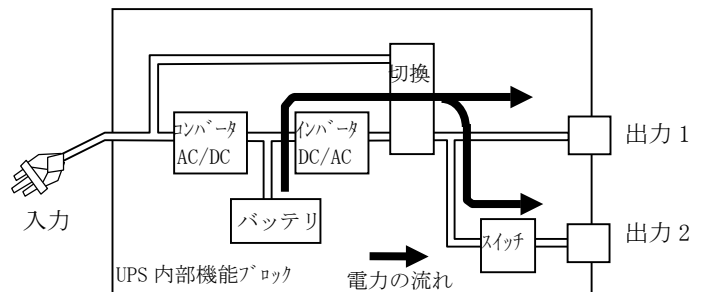 切換
コンバータ
AC/DC
インバータ
DC/AC
出力 1
入力
バッテリ
スイッチ
出力 2
UPS 内部機能ブロック
電力の流れ